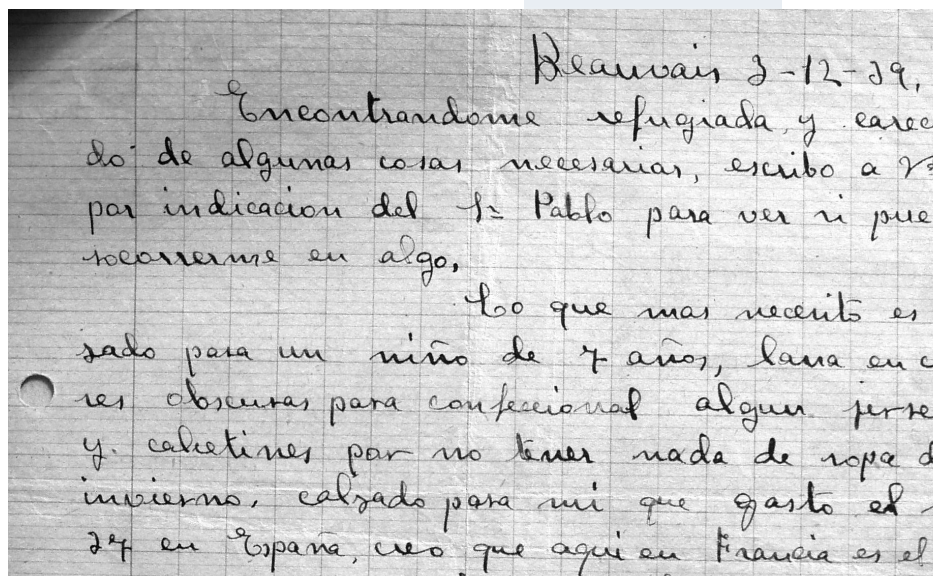 Beauvais 3-12-39,
Encontrandome refugiada, y carec
do de algunas cosas necesarias, escribo a
por indicacion del Sr Pablo para ver si pue
socorrerme en algo,
Lo que mas necesito es
zado para un niño de 7 años, lana en c
res obscuras para confeccional algun jerse
y. calcetines por no tener nada de ropa d
invierno, calzado para mi que gasto el
37 en España, creo que aqui en Francia es el